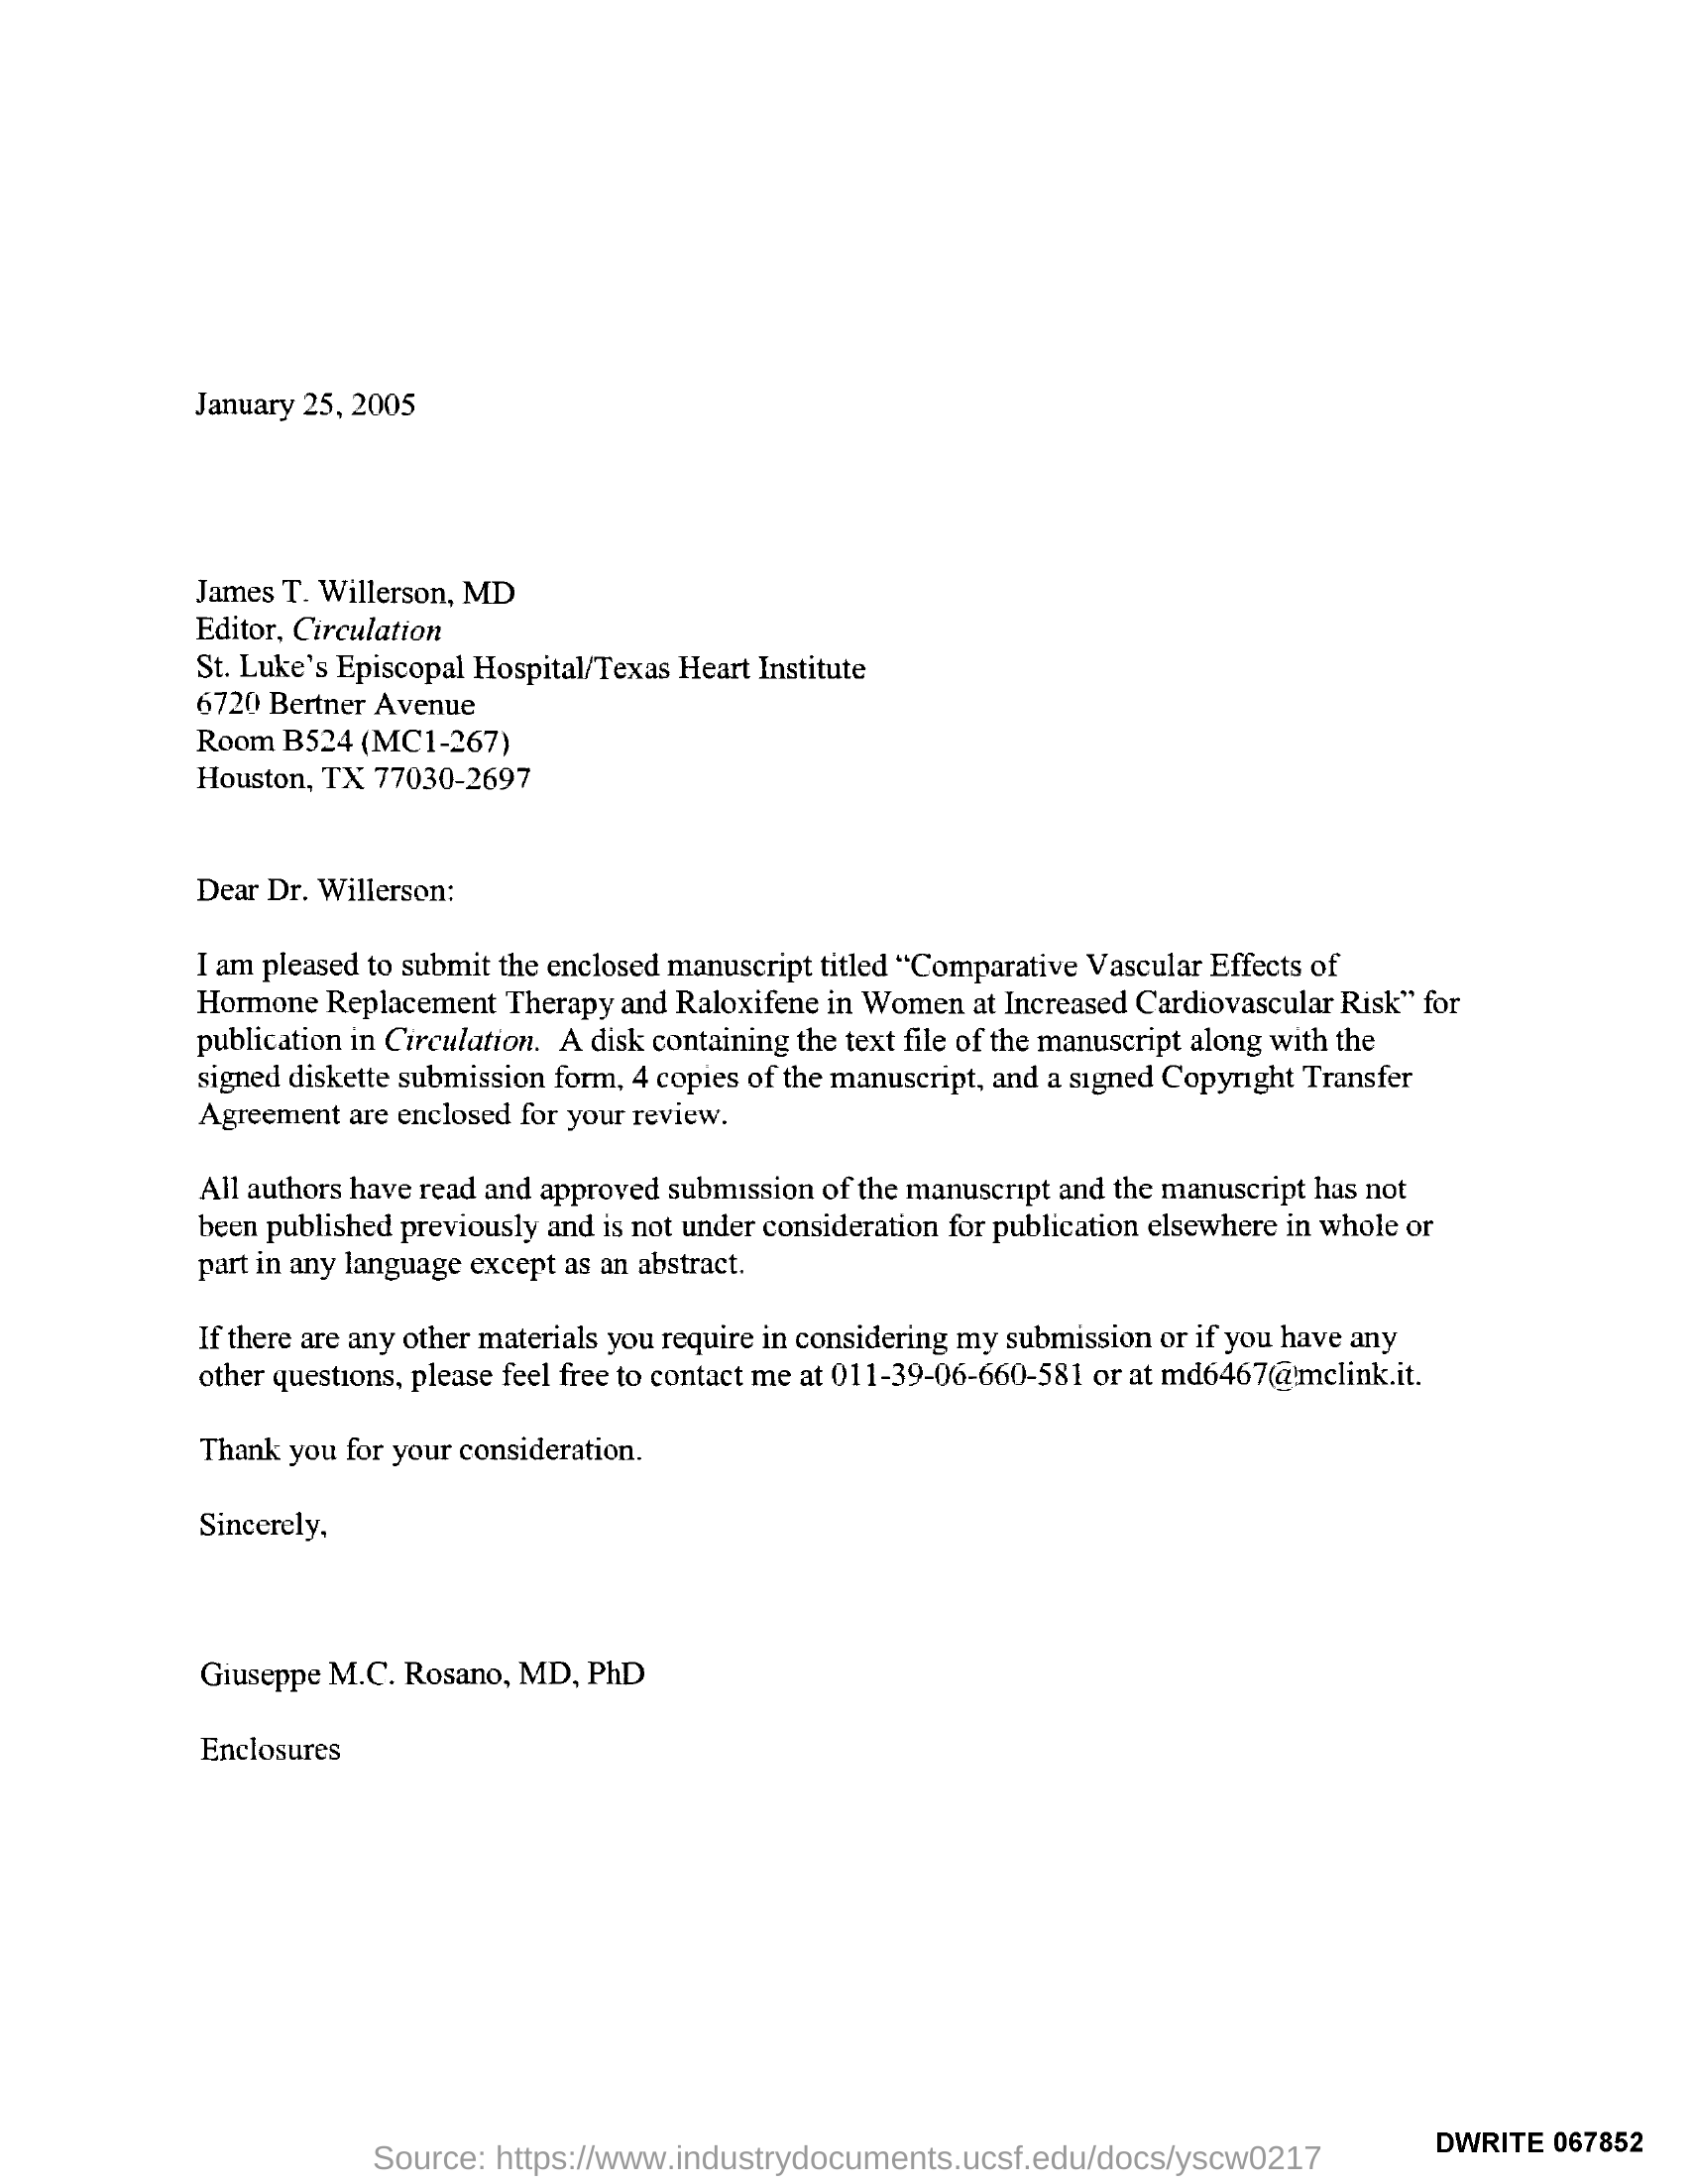 January 25, 2005
James T. Willerson, MD
Editor, Circulation
St. Luke's Episcopal Hospital/Texas Heart Institute
6720 Bertner Avenue
Room B524 (MC1-267)
Houston, TX 77030-2697
Dear Dr. Willerson:
I am pleased to submit the enclosed manuscript titled “Comparative Vascular Effects of
Hormone Replacement Therapy and Raloxifene in Women at Increased Cardiovascular Risk” for
publication in Circulation. A disk containing the text file of the manuscript along with the
signed diskette submission form, 4 copies of the manuscript, and a signed Copyright Transfer
Agreement are enclosed for your review.
All authors have read and approved submission of the manuscript and the manuscript has not
been published previously and is not under consideration for publication elsewhere in whole or
part in any language except as an abstract.
If there are any other materials you require in considering my submission or if you have any
other questions, please feel free to contact me at 011-39-06-660-581 or at md6467@mclink.it.
Thank you for your consideration.
Sincerely,
Giuseppe M.C. Rosano, MD, PhD
Enclosures
DWRITE 067852
Source: https://www.industrydocuments.ucsf.edu/docs/yscw0217